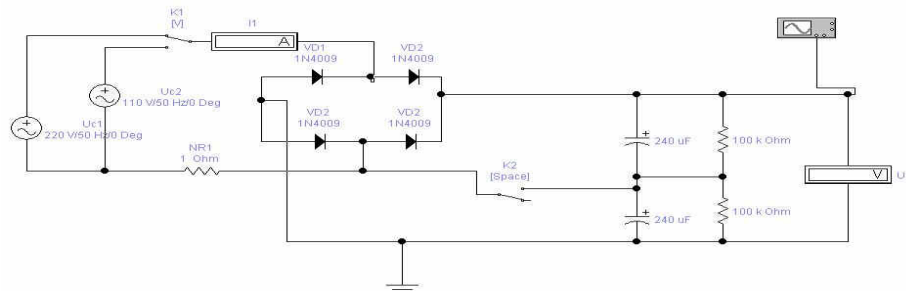 K1
[V]
I1
A
VD1
1N4009
VD2
1N4009
Uc2
110 V/50 Hz/0 Deg
Uc1
220 V/50 Hz/0 Deg
VD2
1N4009
VD2
1N4009
NR1
1 Ohm
K2
[Space]
240 uF
100 k Ohm
240 uF
100 k Ohm
V
U